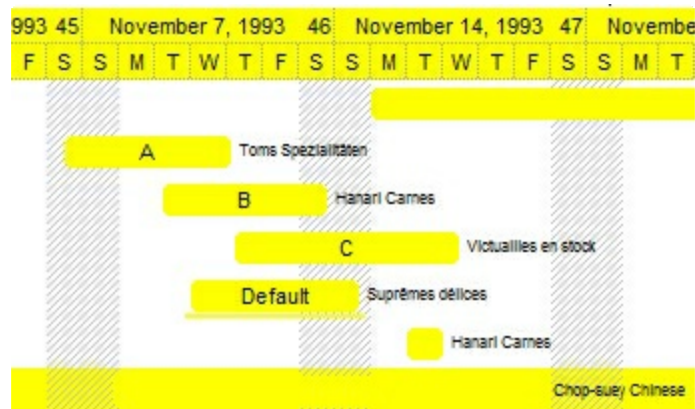 993 45 November 7, 1993 46 November 14, 1993 47 Novembe
F S S M T W T F S S M T W T F S S M T
A Toms Spezialitäten
B Hanari Carnes
C Victuailles en stock
Default Suprêmes délices
Hanari Carnes
Chop-suey Chinese